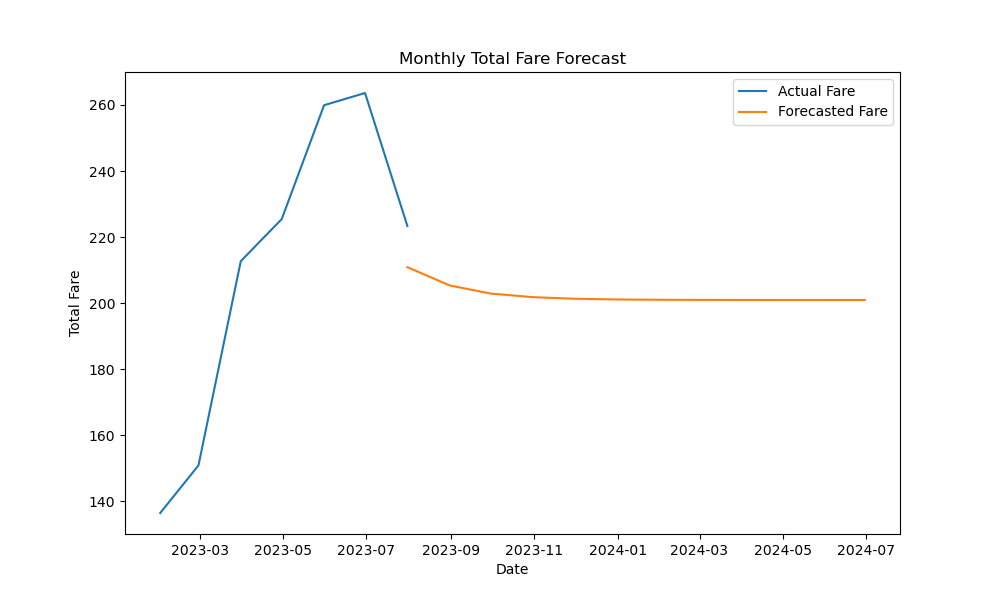 Monthly Total Fare Forecast
Actual Fare
Forecasted Fare
Total Fare
260
240
220
200
180
160
140
2023-03 2023-05 2023-07 2023-09 2023-11 2024-01 2024-03 2024-05 2024-07
Date